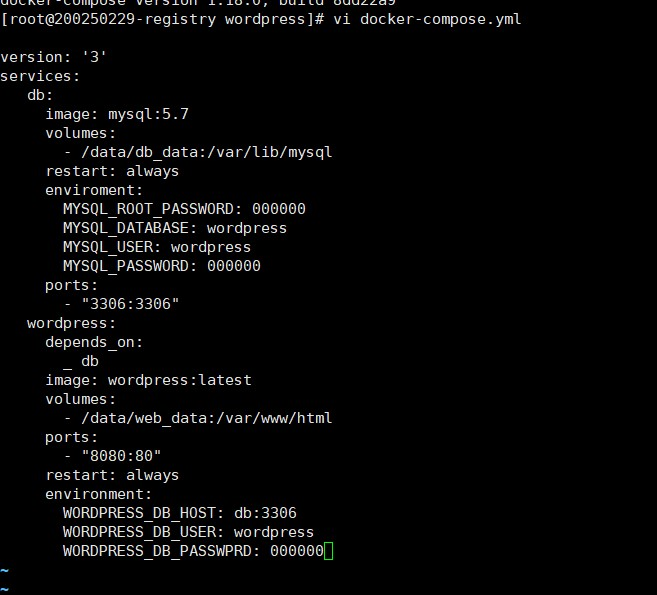 docker-compose version 1.18.0, build 8dd22a9
[root@200250229-registry wordpress]# vi docker-compose.yml
version: '3'
services:
   db:
     image: mysql:5.7
     volumes:
       - /data/db_data:/var/lib/mysql
     restart: always
     enviroment:
       MYSQL_ROOT_PASSWORD: 000000
       MYSQL_DATABASE: wordpress
       MYSQL_USER: wordpress
       MYSQL_PASSWORD: 000000
     ports:
       - "3306:3306"
   wordpress:
     depends_on:
       _ db
     image: wordpress:latest
     volumes:
       - /data/web_data:/var/www/html
     ports:
       - "8080:80"
     restart: always
     environment:
       WORDPRESS_DB_HOST: db:3306
       WORDPRESS_DB_USER: wordpress
       WORDPRESS_DB_PASSWPRD: 000000
~
~